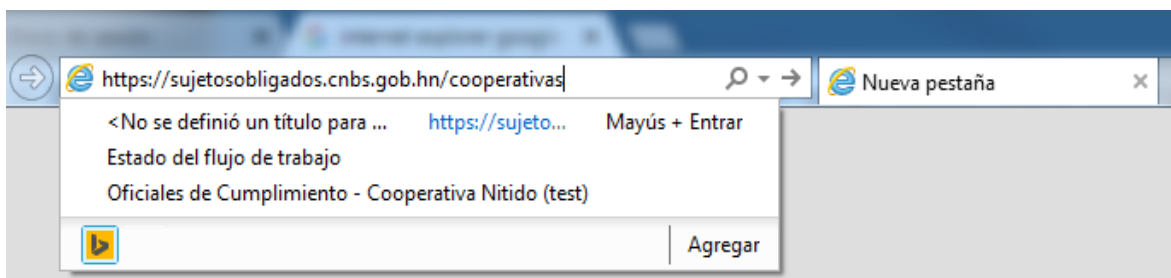 https://sujetosobligados.cnbs.gob.hn/cooperativas
Nueva pestaña
<No se definió un título para ... https://sujeto... Mayús + Entrar
Estado del flujo de trabajo
Oficiales de Cumplimiento - Cooperativa Nitido (test)
Agregar